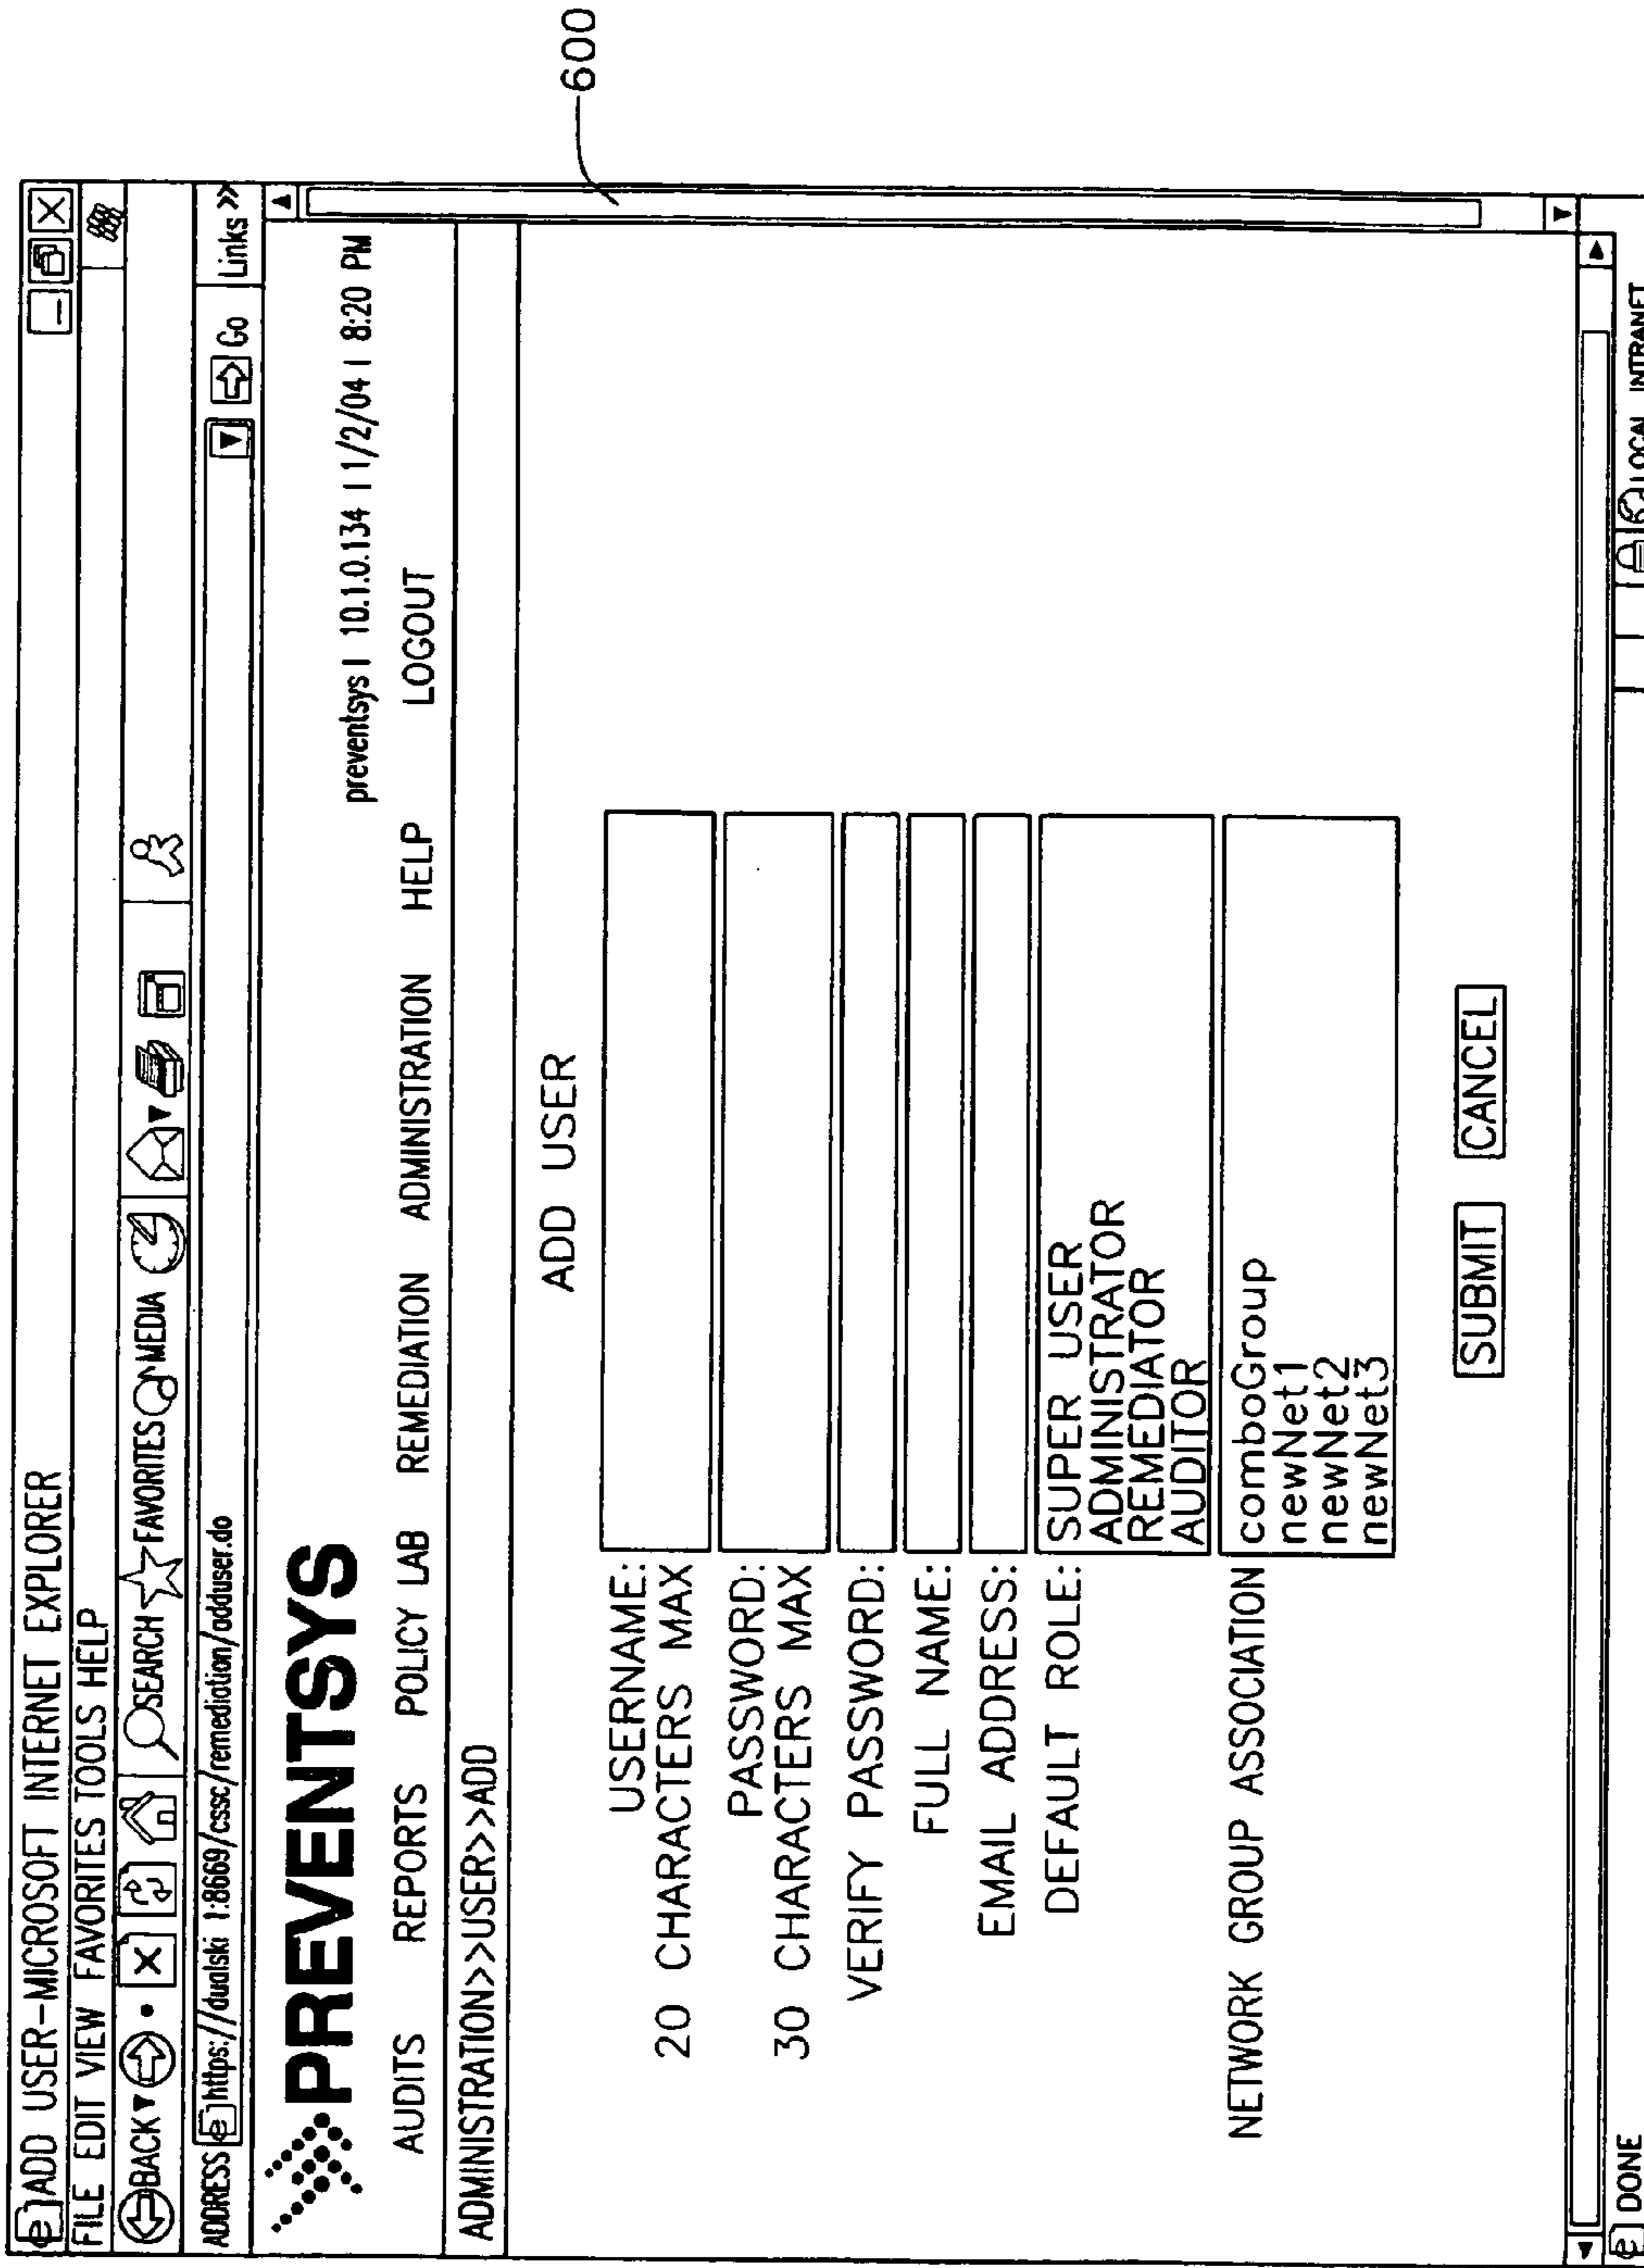 ADD USER-MICROSOFT INTERNET EXPLORER
FILE EDIT VIEW FAVORITES TOOLS HELP
BACK SEARCH FAVORITES MEDIA
ADDRESS https://dualski 1:8669/cssc/remediation/adduser.do Go Links >>
PREVENTSYS
preventsys | 10.1.0.134 | 1/2/04 | 8:20 PM
AUDITS REPORTS POLICY LAB REMEDIATION ADMINISTRATION HELP LOGOUT
ADMINISTRATION>>USER>>ADD
600
ADD USER
USERNAME:
20 CHARACTERS MAX
PASSWORD:
30 CHARACTERS MAX
VERIFY PASSWORD:
FULL NAME:
EMAIL ADDRESS:
DEFAULT ROLE: SUPER USER
ADMINISTRATOR
REMEDIATOR
AUDITOR
NETWORK GROUP ASSOCIATION comboGroup
newNet1
newNet2
newNet3
SUBMIT CANCEL
DONE LOCAL INTRANET